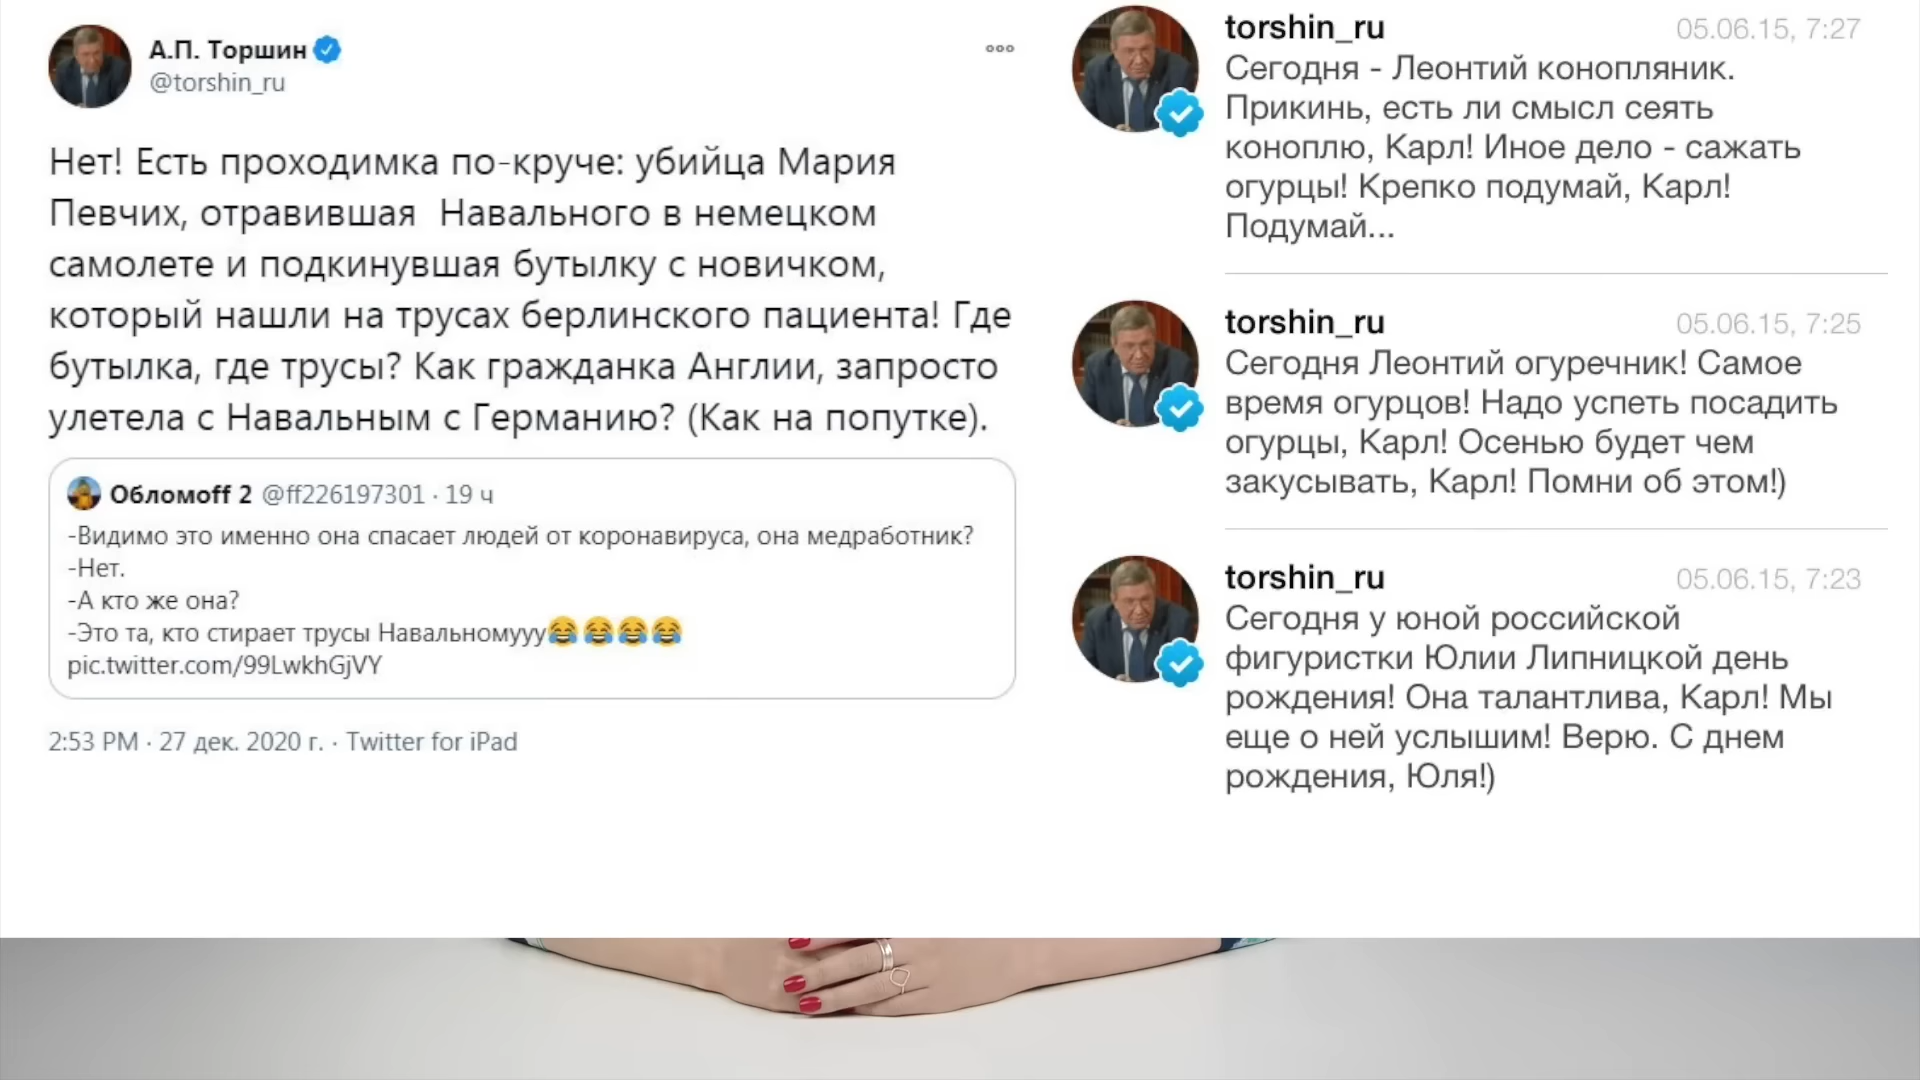 А.П. Торшин
@torshin_ru
Нет! Есть проходимка по-круче: убийца Мария
Певчих, отравившая Навального в немецком
самолете и подкинувшая бутылку с новичком,
который нашли на трусах берлинского пациента! Где
бутылка, где трусы? Как гражданка Англии, запросто
улетела с Навальным с Германию? (Как на попутке).
Обломоff 2 @ff226197301 · 19 ч
-Видимо это именно она спасает людей от коронавируса, она медработник?
-Нет.
-А кто же она?
-Это та, кто стирает трусы Навальномууу😂😂😂😂
pic.twitter.com/99LwkhGjVY
2:53 PM · 27 дек. 2020 г. · Twitter for iPad
torshin_ru 05.06.15, 7:27
Сегодня - Леонтий конопляник.
Прикинь, есть ли смысл сеять
коноплю, Карл! Иное дело - сажать
огурцы! Крепко подумай, Карл!
Подумай...
torshin_ru 05.06.15, 7:25
Сегодня Леонтий огуречник! Самое
время огурцов! Надо успеть посадить
огурцы, Карл! Осенью будет чем
закусывать, Карл! Помни об этом!)
torshin_ru 05.06.15, 7:23
Сегодня у юной российской
фигуристки Юлии Липницкой день
рождения! Она талантлива, Карл! Мы
еще о ней услышим! Верю. С днем
рождения, Юля!)